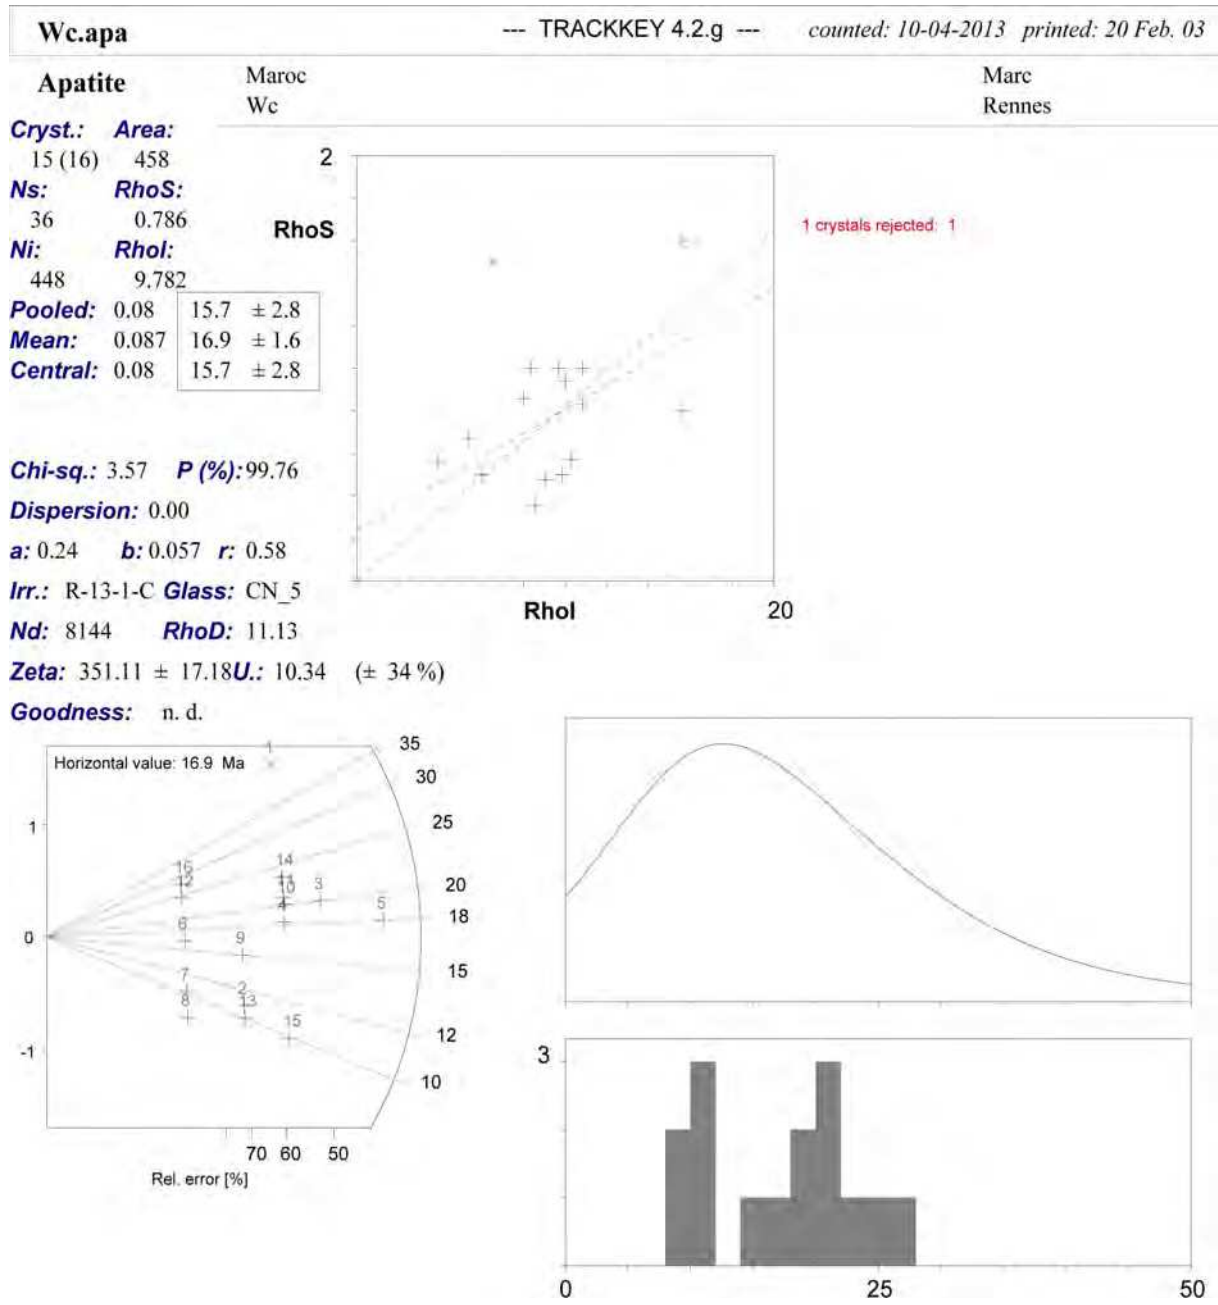 Wc.apa --- TRACKKEY 4.2.g --- counted: 10-04-2013 printed: 20 Feb. 03
Apatite Maroc Marc
Wc Rennes
Cryst.: Area:
15 (16) 458
Ns: RhoS:
36 0.786
Ni: RhoI:
448 9.782
Pooled: 0.08 15.7 ± 2.8
Mean: 0.087 16.9 ± 1.6
Central: 0.08 15.7 ± 2.8
Chi-sq.: 3.57 P (%): 99.76
Dispersion: 0.00
a: 0.24 b: 0.057 r: 0.58
Irr.: R-13-1-C Glass: CN_5
Nd: 8144 RhoD: 11.13
Zeta: 351.11 ± 17.18 U.: 10.34 (± 34 %)
Goodness: n. d.
2
RhoS
RhoI
20
1 crystals rejected: 1
Horizontal value: 16.9 Ma
1
35
30
25
20
18
15
12
10
1
0
-1
16
12
14
11
10
3
4
5
6
9
7
2
8
13
15
70 60 50
Rel. error [%]
3
0 25 50